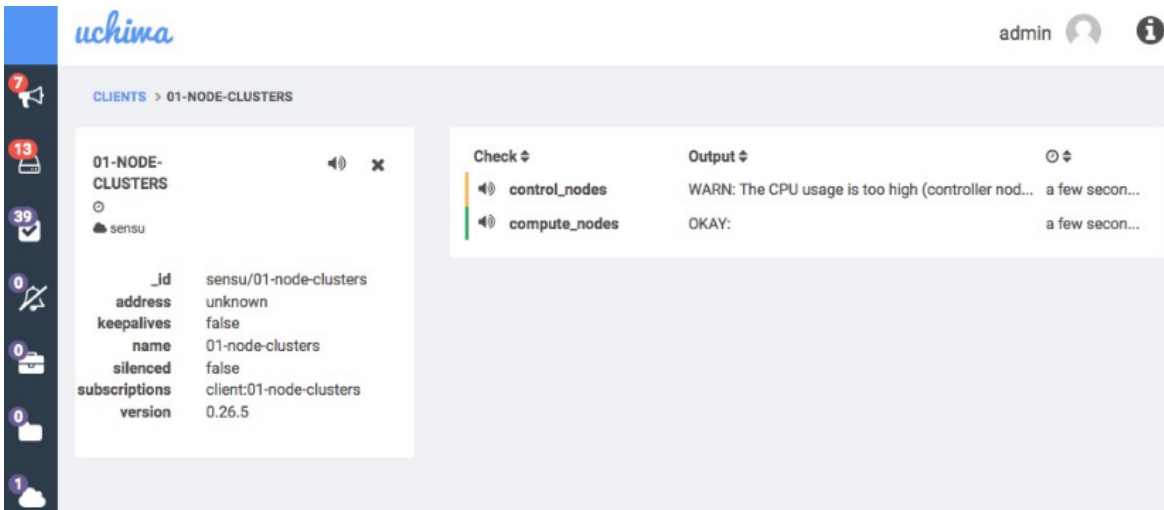 uchiwa
admin
7
CLIENTS > 01-NODE-CLUSTERS
13
01-NODE-
CLUSTERS
sensu
_id sensu/01-node-clusters
address unknown
keepalives false
name 01-node-clusters
silenced false
subscriptions client:01-node-clusters
version 0.26.5
Check Output
control_nodes WARN: The CPU usage is too high (controller nod... a few secon...
compute_nodes OKAY: a few secon...
39
0
0
0
1